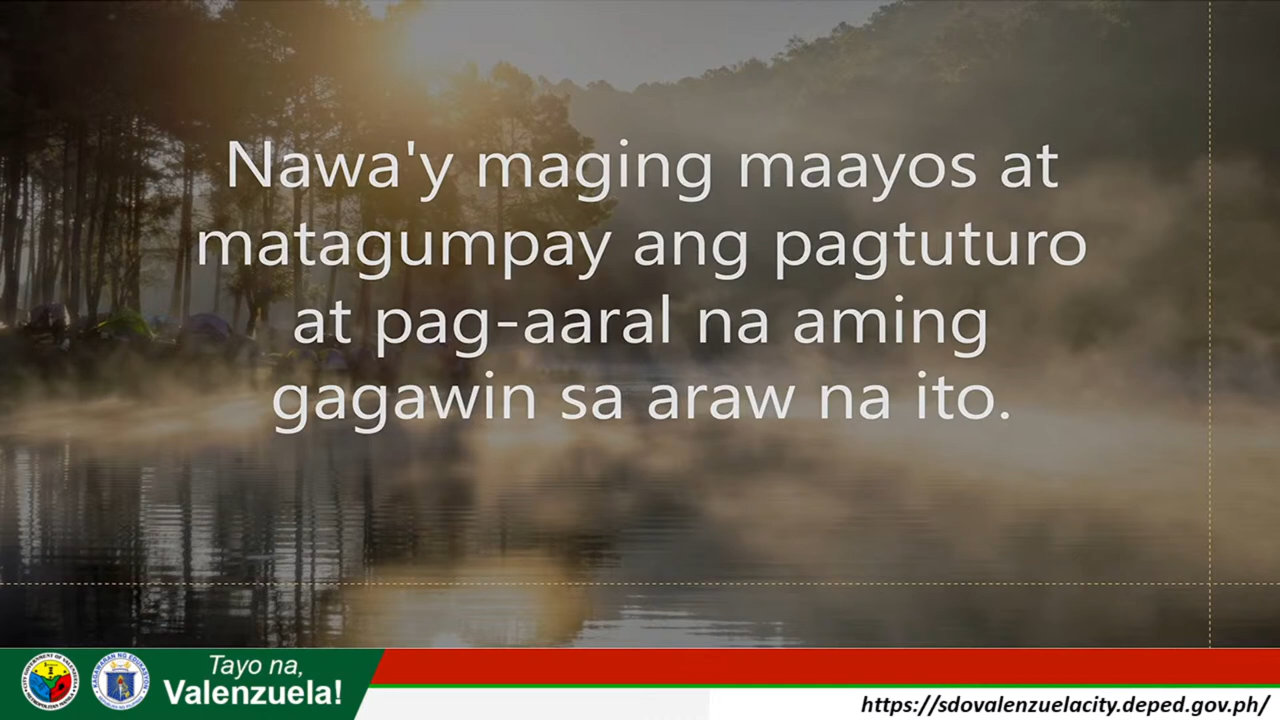 Nawa'y maging maayos at
matagumpay ang pagtuturo
at pag-aaral na aming
gagawin sa araw na ito.
Tayo na,
Valenzuela!
https://sdovalenzuelacity.deped.gov.ph/